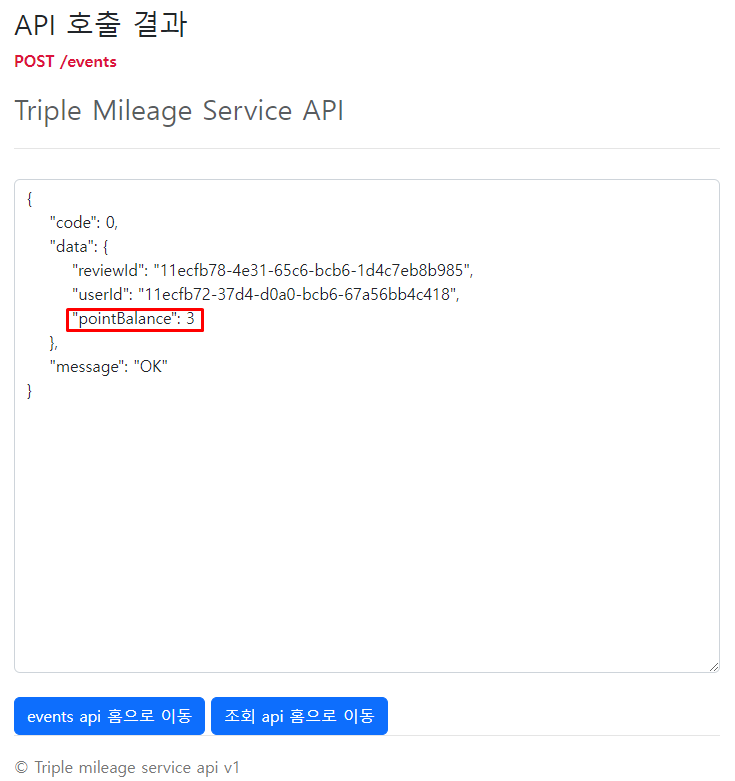 API 호출 결과
POST /events
Triple Mileage Service API
{
"code": 0,
"data": {
"reviewId": "11ecfb78-4e31-65c6-bcb6-1d4c7eb8b985",
"userId": "11ecfb72-37d4-d0a0-bcb6-67a56bb4c418",
"pointBalance": 3
},
"message": "OK"
}
events api 홈으로 이동 조회 api 홈으로 이동
© Triple mileage service api v1